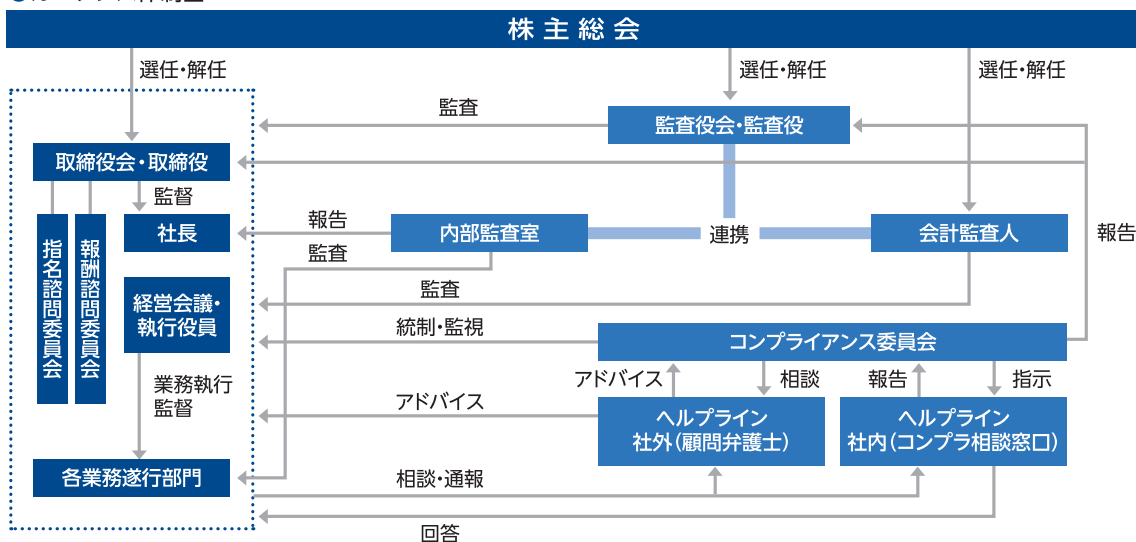 株主総会
選任・解任
選任・解任
選任・解任
監査
監査役会・監査役
取締役会・取締役
監督
社長
報告
内部監査室
連携
会計監査人
報告
監査
指名諮問委員会
報酬諮問委員会
経営会議・
執行役員
監査
統制・監視
コンプライアンス委員会
アドバイス
相談
報告
指示
業務執行
監督
アドバイス
ヘルプライン
社外(顧問弁護士)
ヘルプライン
社内(コンプラ相談窓口)
各業務遂行部門
相談・通報
回答